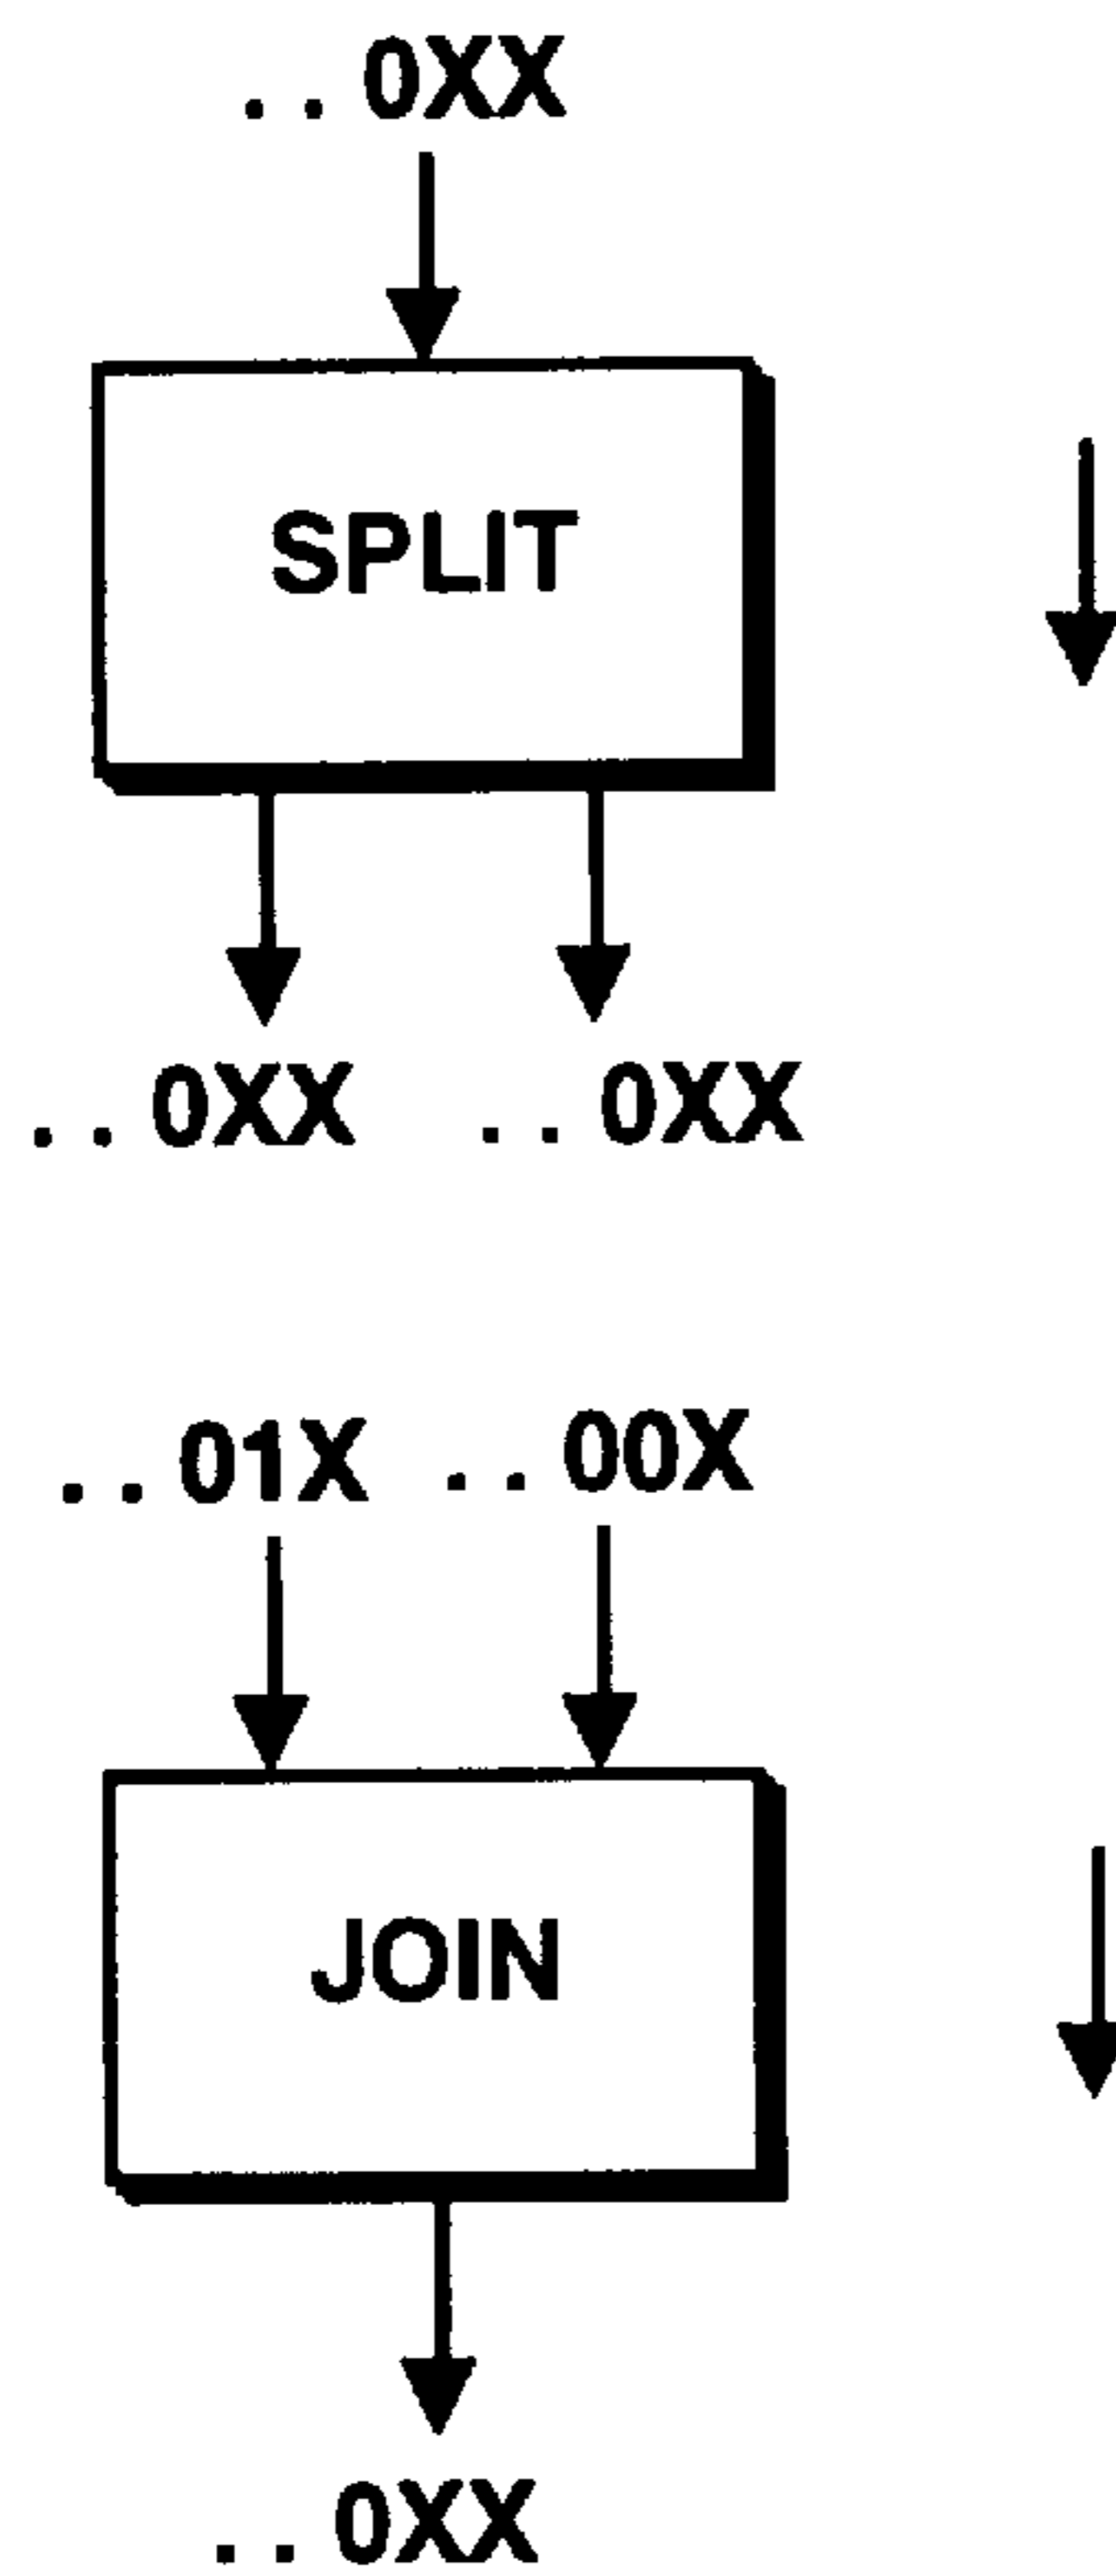 . . 0XX
SPLIT
. . 0XX . . 0XX
. . 01X . . 00X
JOIN
. . 0XX